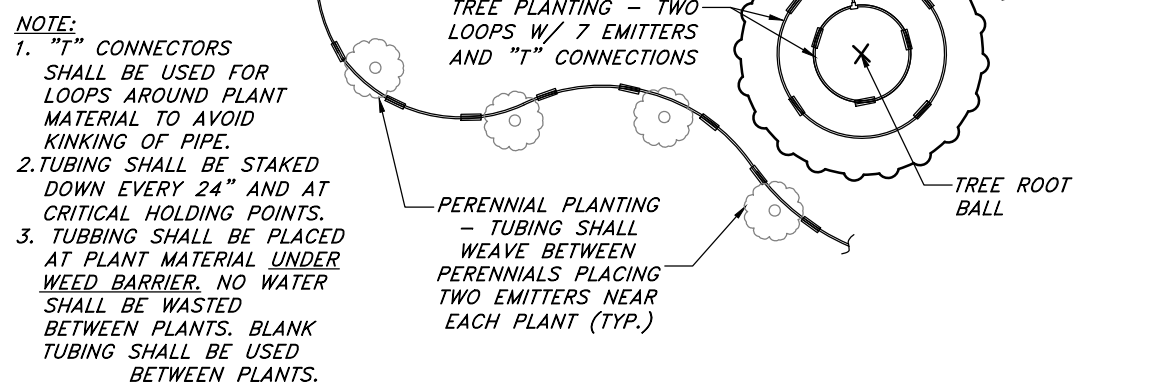 NOTE:
1. "T" CONNECTORS
SHALL BE USED FOR
LOOPS AROUND PLANT
MATERIAL TO AVOID
KINKING OF PIPE.
2.TUBING SHALL BE STAKED
DOWN EVERY 24" AND AT
CRITICAL HOLDING POINTS.
3. TUBBING SHALL BE PLACED
AT PLANT MATERIAL UNDER
WEED BARRIER. NO WATER
SHALL BE WASTED
BETWEEN PLANTS. BLANK
TUBING SHALL BE USED
BETWEEN PLANTS.
TREE PLANTING – TWO
LOOPS W/ 7 EMITTERS
AND "T" CONNECTIONS
PERENNIAL PLANTING
– TUBING SHALL
WEAVE BETWEEN
PERENNIALS PLACING
TWO EMITTERS NEAR
EACH PLANT (TYP.)
TREE ROOT
BALL